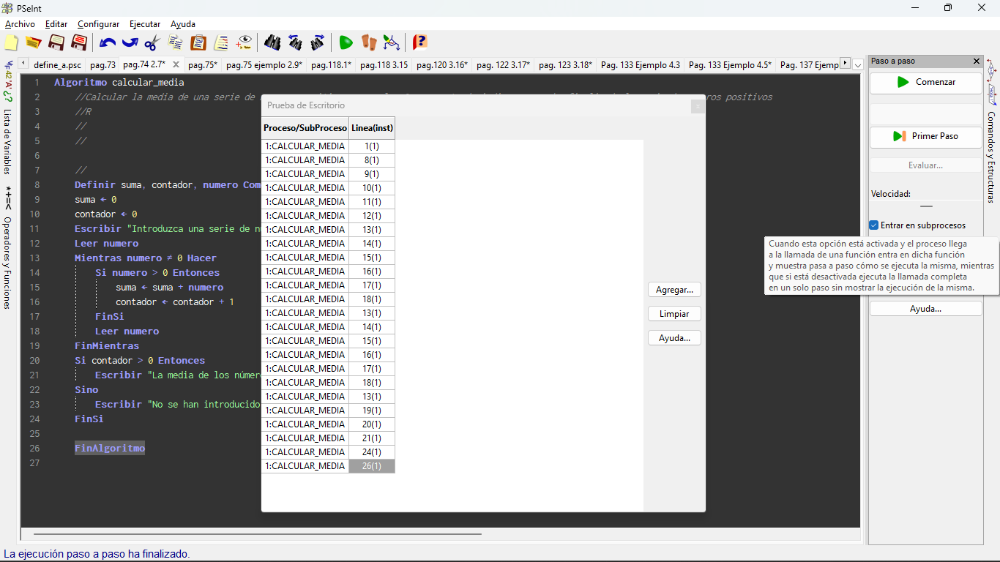 PSeInt
Archivo Editar Configurar Ejecutar Ayuda
define_a.psc pag.73 pag.74 2.7* pag.75* pag.75 ejemplo 2.9* pag.118.1* pag.118 3.15 pag.120 3.16* pag. 122 3.17* pag. 123 3.18* Pag. 133 Ejemplo 4.3 Pag. 133 Ejemplo 4.5* Pag. 137 Ejemp
Lista de Variables
Operadores y Funciones
1 Algoritmo calcular_media
2 //Calcular la media de una serie de ros positivos
3 //R
4 //
5 //
6
7 //
8 Definir suma, contador, numero Com
9 suma ← 0
10 contador ← 0
11 Escribir "Introduzca una serie de n
12 Leer numero
13 Mientras numero ≠ 0 Hacer
14 Si numero > 0 Entonces
15 suma ← suma + numero
16 contador ← contador + 1
17 FinSi
18 Leer numero
19 FinMientras
20 Si contador > 0 Entonces
21 Escribir "La media de los númer
22 Sino
23 Escribir "No se han introducido
24 FinSi
25
26 FinAlgoritmo
27
Prueba de Escritorio
Proceso/SubProceso Linea(inst)
1:CALCULAR_MEDIA 1(1)
1:CALCULAR_MEDIA 8(1)
1:CALCULAR_MEDIA 9(1)
1:CALCULAR_MEDIA 10(1)
1:CALCULAR_MEDIA 11(1)
1:CALCULAR_MEDIA 12(1)
1:CALCULAR_MEDIA 13(1)
1:CALCULAR_MEDIA 14(1)
1:CALCULAR_MEDIA 15(1)
1:CALCULAR_MEDIA 16(1)
1:CALCULAR_MEDIA 17(1)
1:CALCULAR_MEDIA 18(1)
1:CALCULAR_MEDIA 13(1)
1:CALCULAR_MEDIA 14(1)
1:CALCULAR_MEDIA 15(1)
1:CALCULAR_MEDIA 16(1)
1:CALCULAR_MEDIA 17(1)
1:CALCULAR_MEDIA 18(1)
1:CALCULAR_MEDIA 13(1)
1:CALCULAR_MEDIA 19(1)
1:CALCULAR_MEDIA 20(1)
1:CALCULAR_MEDIA 21(1)
1:CALCULAR_MEDIA 24(1)
1:CALCULAR_MEDIA 26(1)
Agregar...
Limpiar
Ayuda...
Paso a paso
Comenzar
Primer Paso
Evaluar...
Velocidad:
Entrar en subprocesos
Cuando esta opción está activada y el proceso llega
a la llamada de una función entra en dicha función
y muestra pasa a paso cómo se ejecuta la misma, mientras
que si está desactivada ejecuta la llamada completa
en un solo paso sin mostrar la ejecución de la misma.
Ayuda...
Comandos y Estructuras
La ejecución paso a paso ha finalizado.